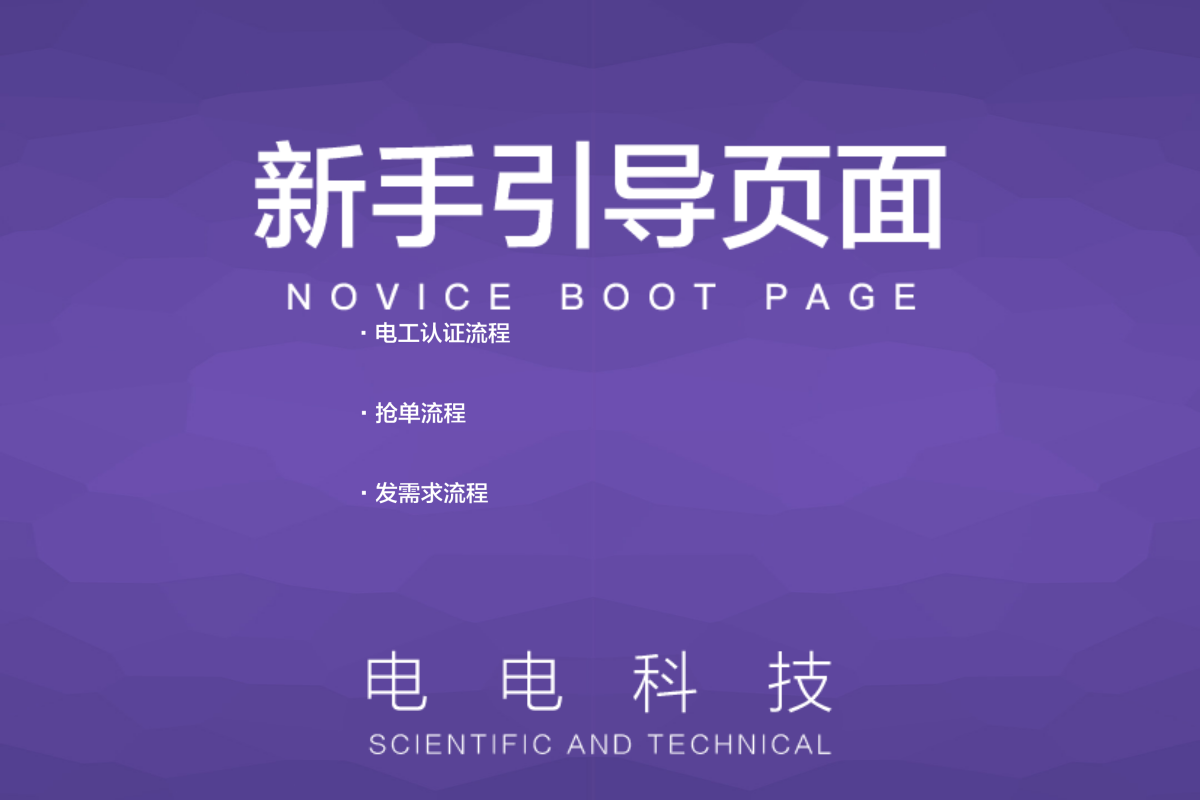 新手引导页面
NOVICE BOOT PAGE
· 电工认证流程
· 抢单流程
· 发需求流程
电电科技
SCIENTIFIC AND TECHNICAL